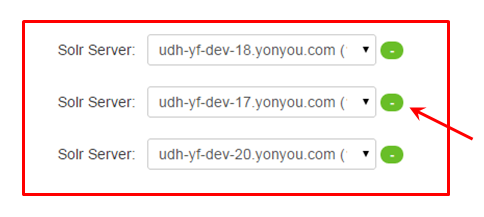 Solr Server: udh-yf-dev-18.yonyou.com ( -
Solr Server: udh-yf-dev-17.yonyou.com ( -
Solr Server: udh-yf-dev-20.yonyou.com ( -